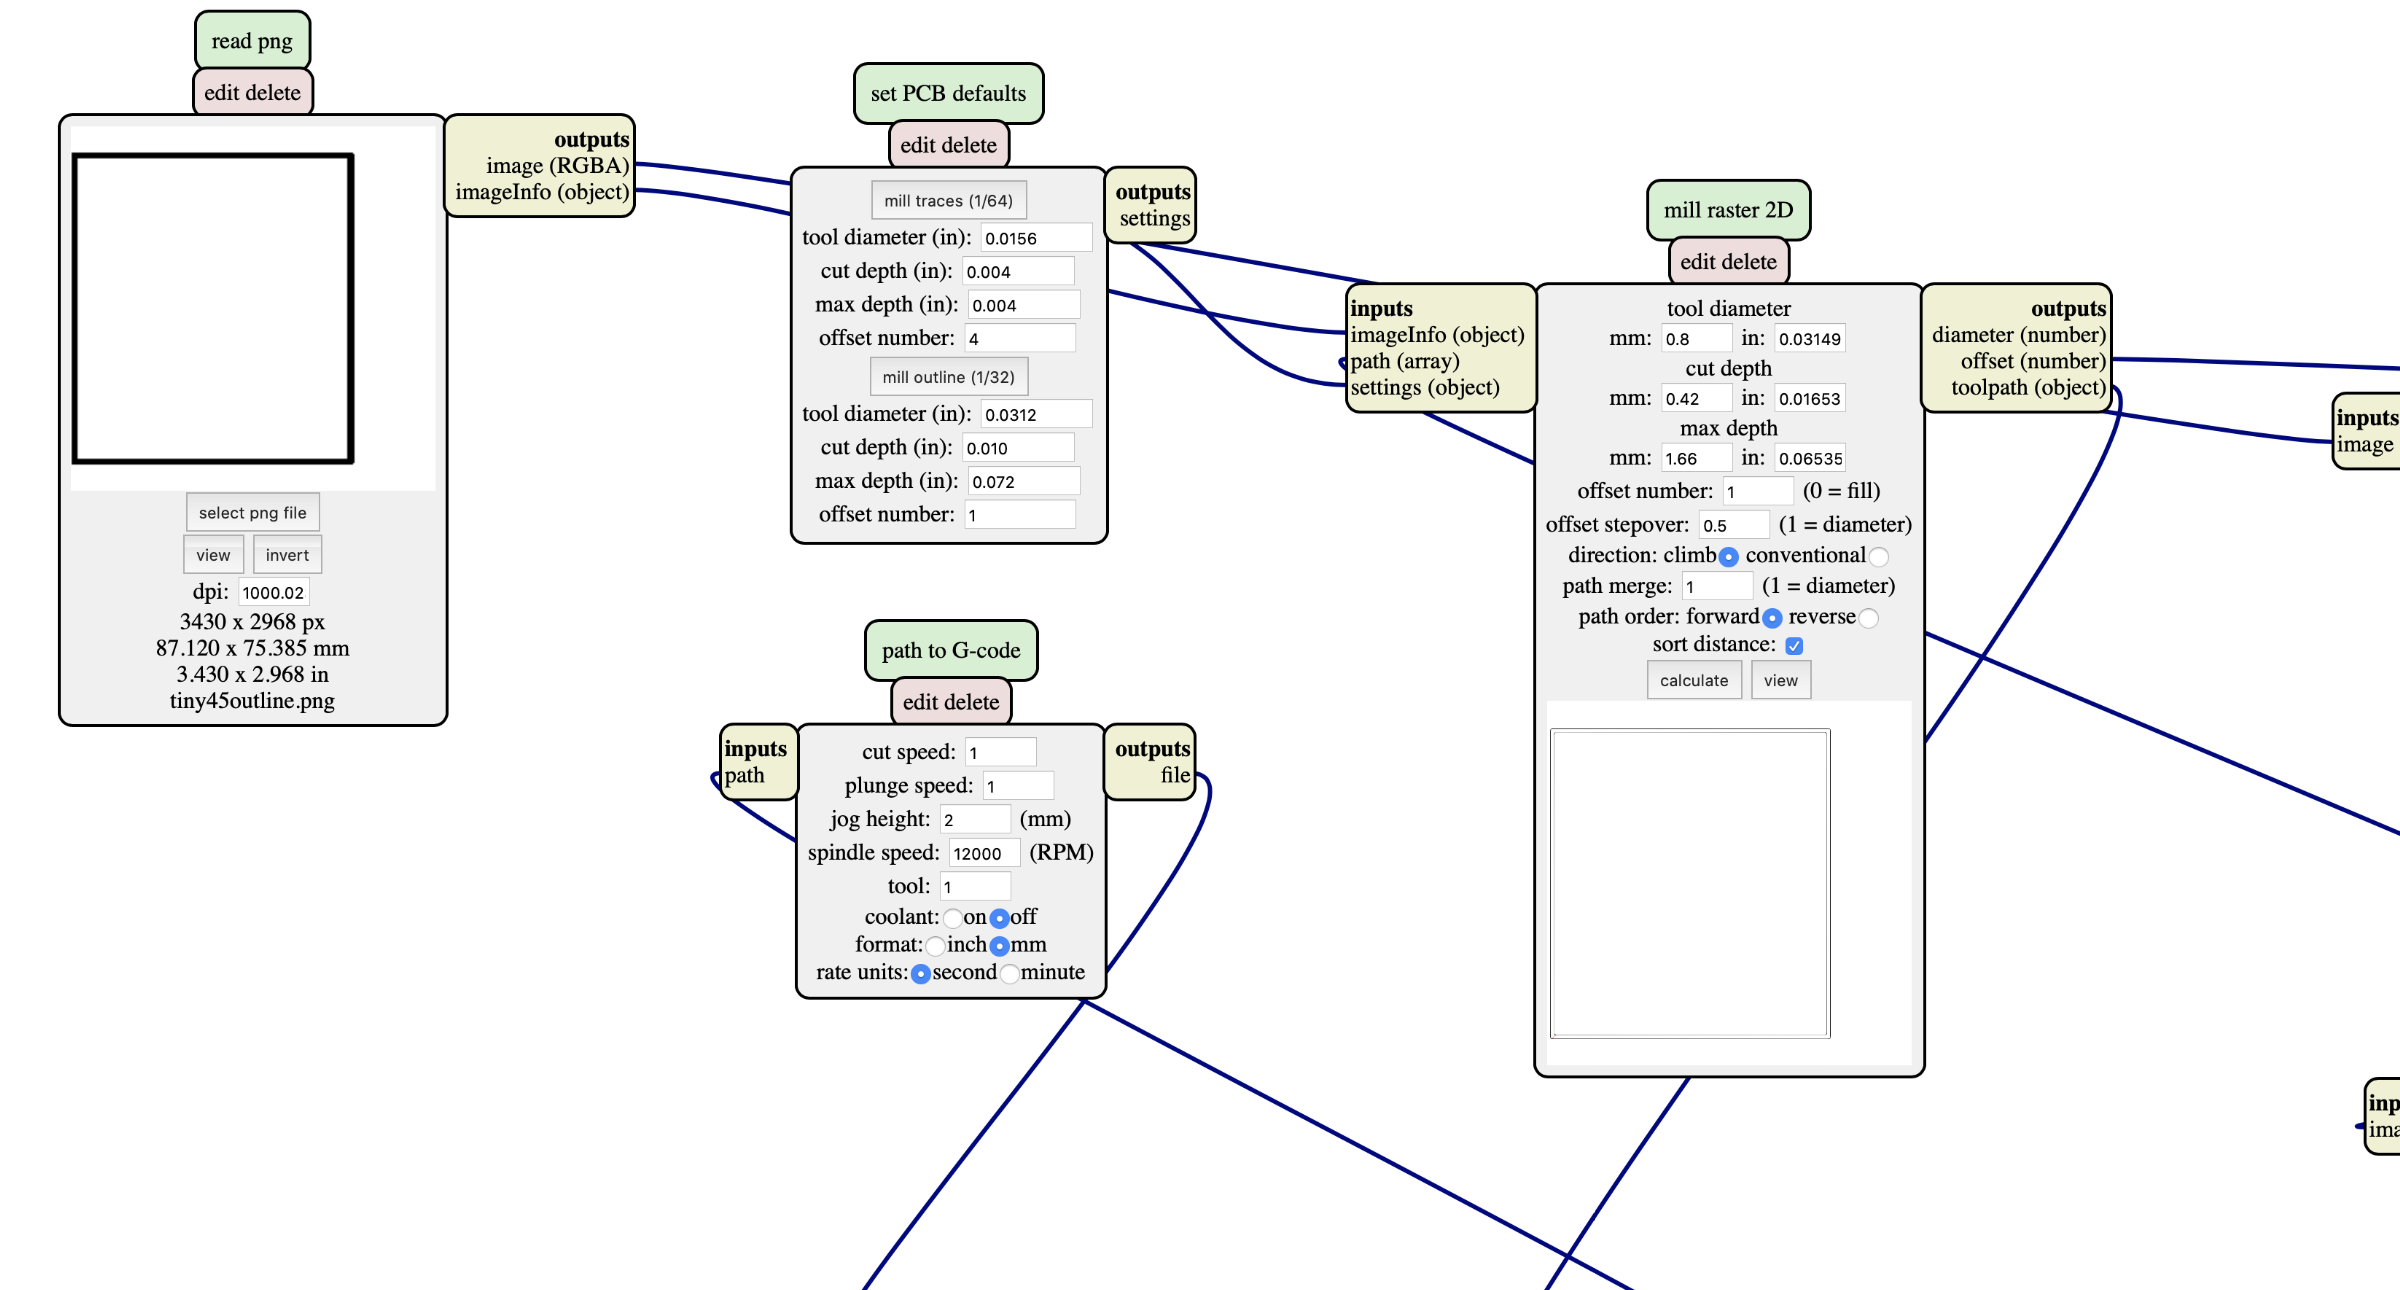 read png
edit delete
outputs
image (RGBA)
imageInfo (object)
select png file
view invert
dpi: 1000.02
3430 x 2968 px
87.120 x 75.385 mm
3.430 x 2.968 in
tiny45outline.png
set PCB defaults
edit delete
mill traces (1/64)
tool diameter (in): 0.0156
cut depth (in): 0.004
max depth (in): 0.004
offset number: 4
mill outline (1/32)
tool diameter (in): 0.0312
cut depth (in): 0.010
max depth (in): 0.072
offset number: 1
outputs
settings
path to G-code
edit delete
inputs
path
cut speed: 1
plunge speed: 1
jog height: 2 (mm)
spindle speed: 12000 (RPM)
tool: 1
coolant: on off
format: inch mm
rate units: second minute
outputs
file
mill raster 2D
edit delete
inputs
imageInfo (object)
path (array)
settings (object)
tool diameter
mm: 0.8 in: 0.03149
cut depth
mm: 0.42 in: 0.01653
max depth
mm: 1.66 in: 0.06535
offset number: 1 (0 = fill)
offset stepover: 0.5 (1 = diameter)
direction: climb conventional
path merge: 1 (1 = diameter)
path order: forward reverse
sort distance:
calculate view
outputs
diameter (number)
offset (number)
toolpath (object)
inputs
image
inp
ima